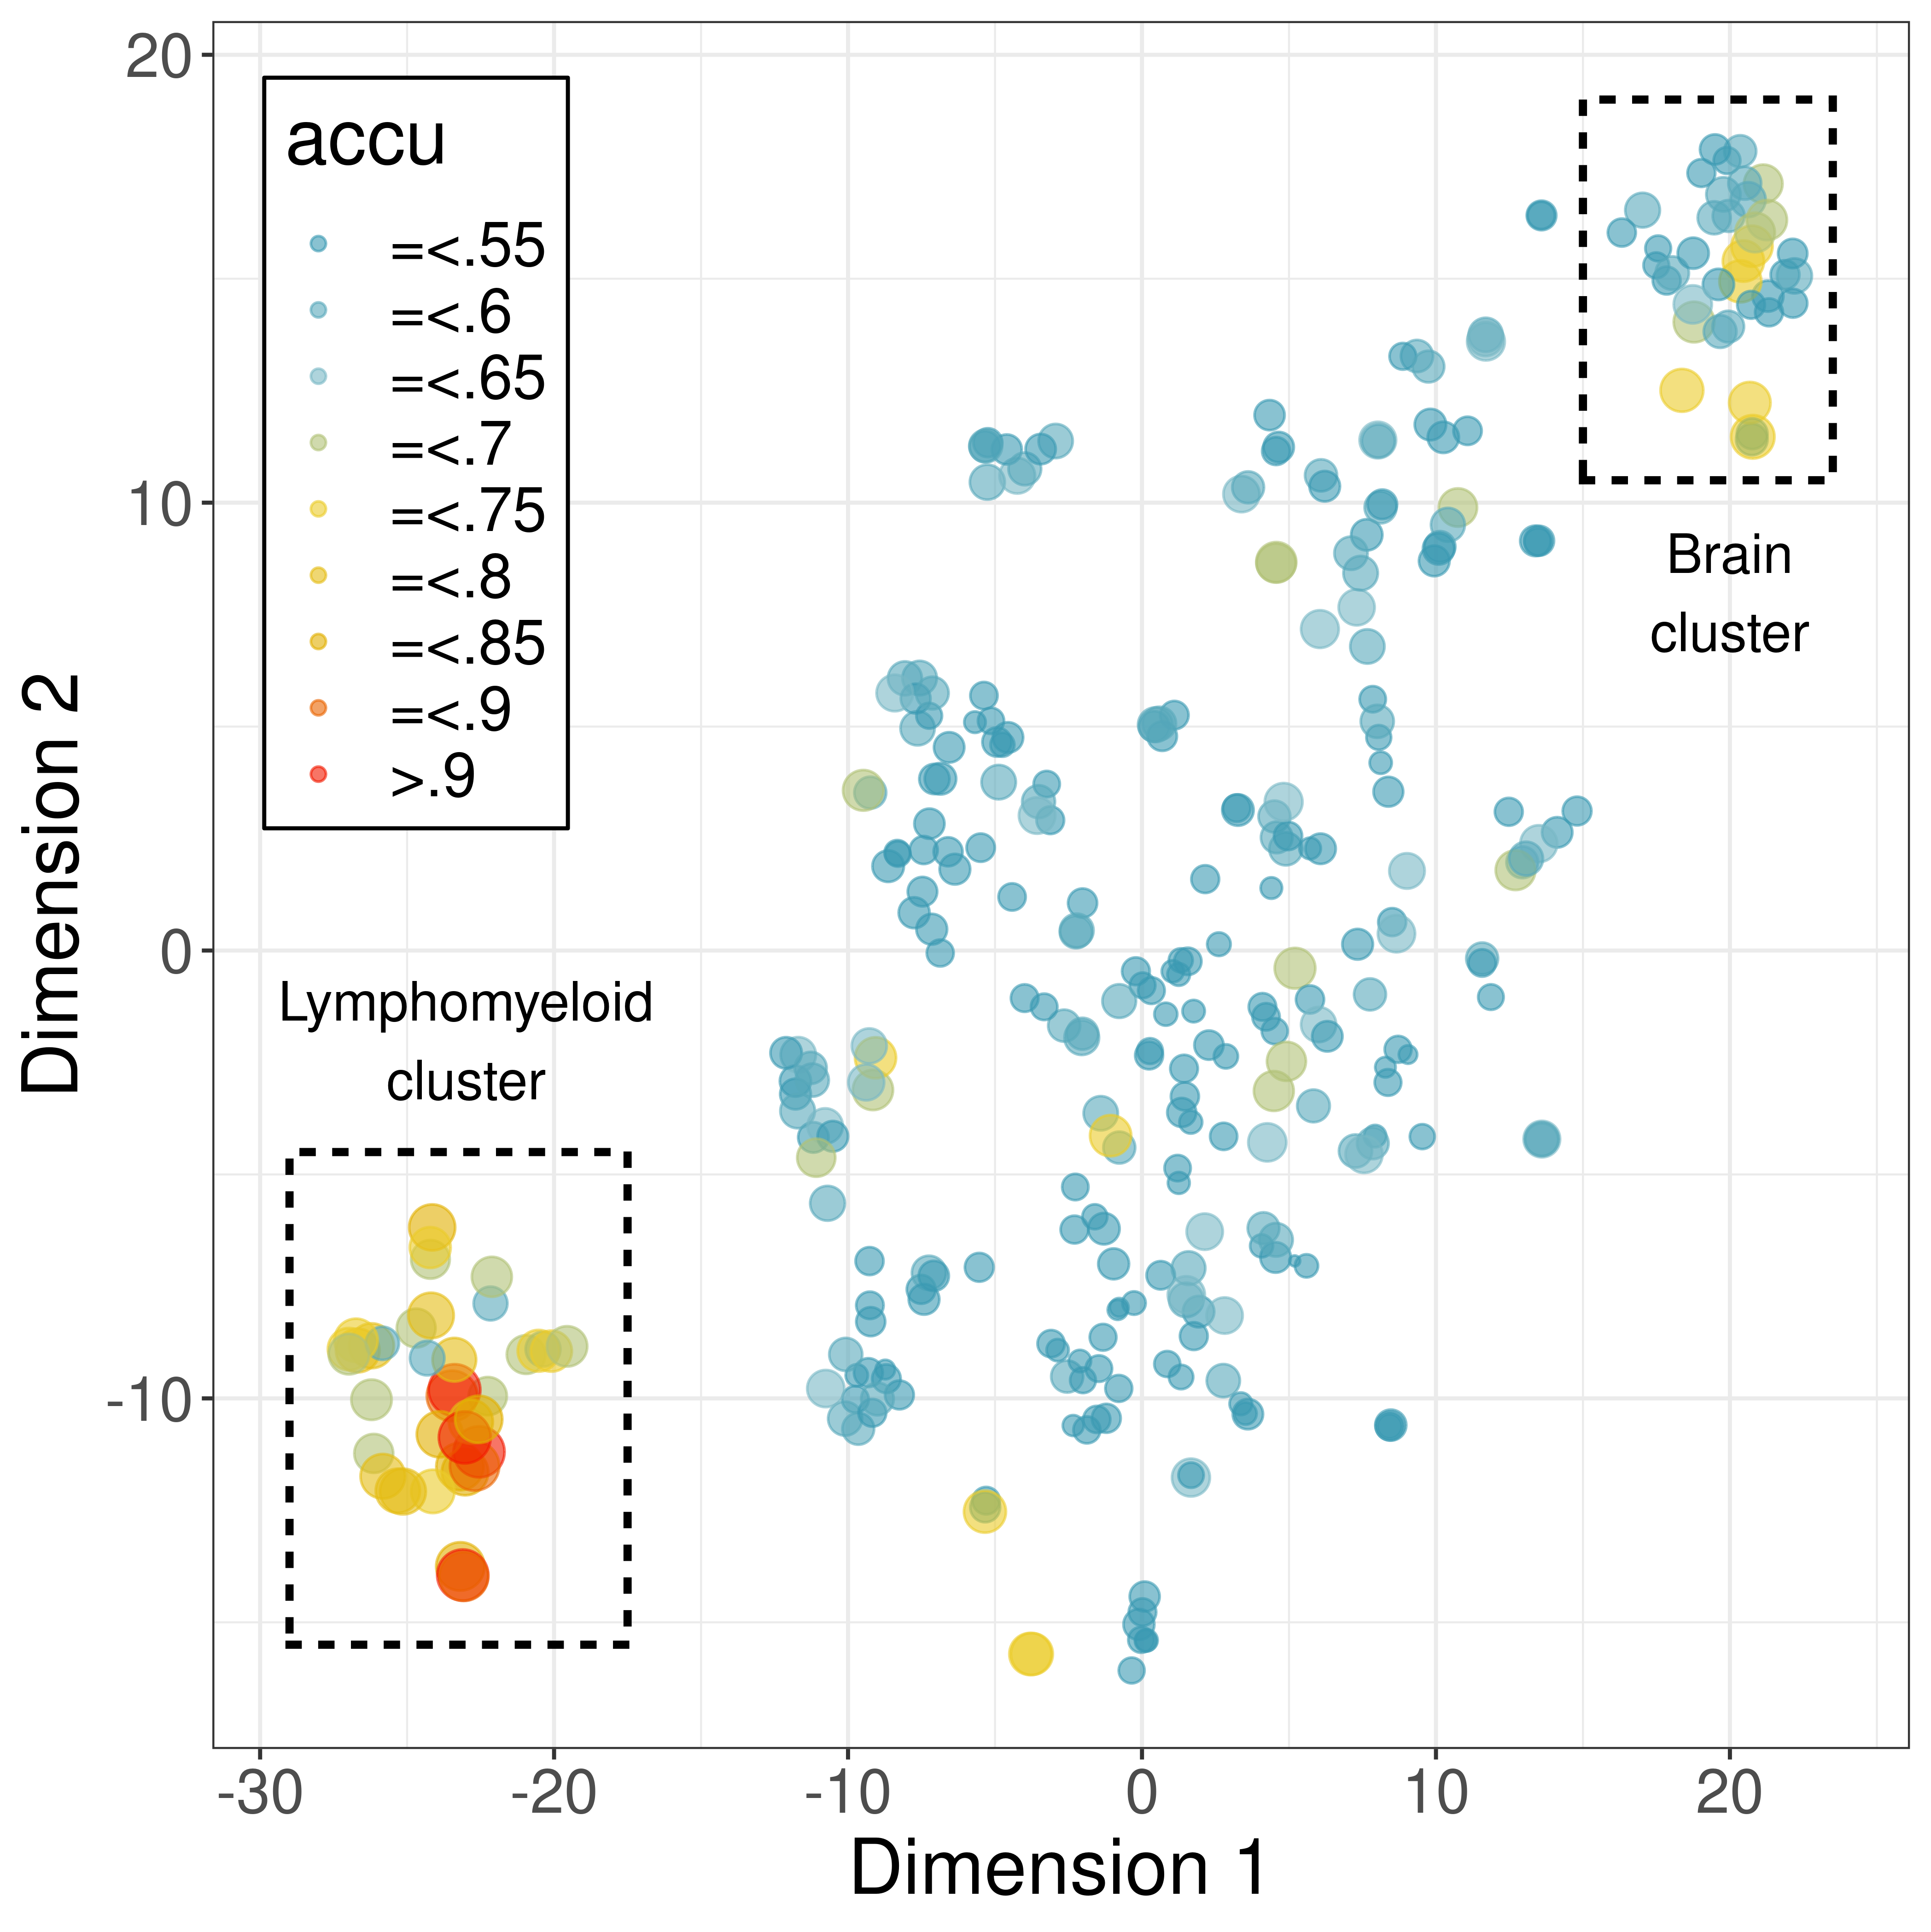 20
10
0
-10
Dimension 2
accu
=<.55
=<.6
=<.65
=<.7
=<.75
=<.8
=<.85
=<.9
>.9
Brain
cluster
Lymphomyeloid
cluster
-30 -20 -10 0 10 20
Dimension 1